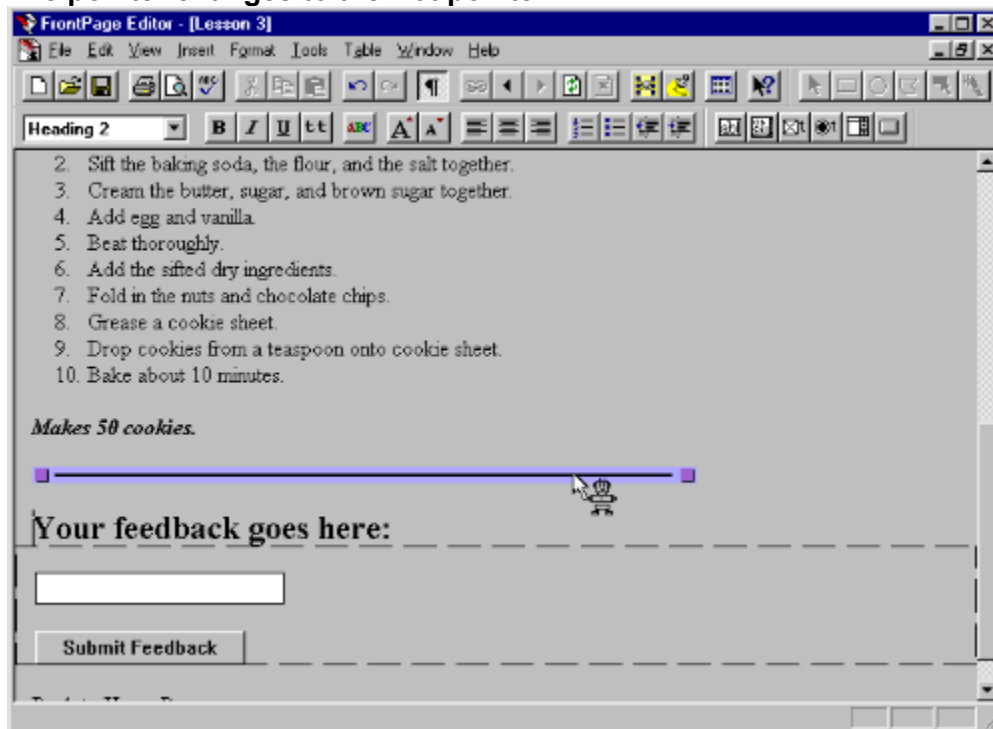 FrontPage Editor - [Lesson 3]
File Edit View Insert Format Tools Table Window Help
Heading 2
B I U tt ABC A A
2. Sift the baking soda, the flour, and the salt together.
3. Cream the butter, sugar, and brown sugar together.
4. Add egg and vanilla.
5. Beat thoroughly.
6. Add the sifted dry ingredients.
7. Fold in the nuts and chocolate chips.
8. Grease a cookie sheet.
9. Drop cookies from a teaspoon onto cookie sheet.
10. Bake about 10 minutes.
Makes 50 cookies.
Your feedback goes here:
Submit Feedback